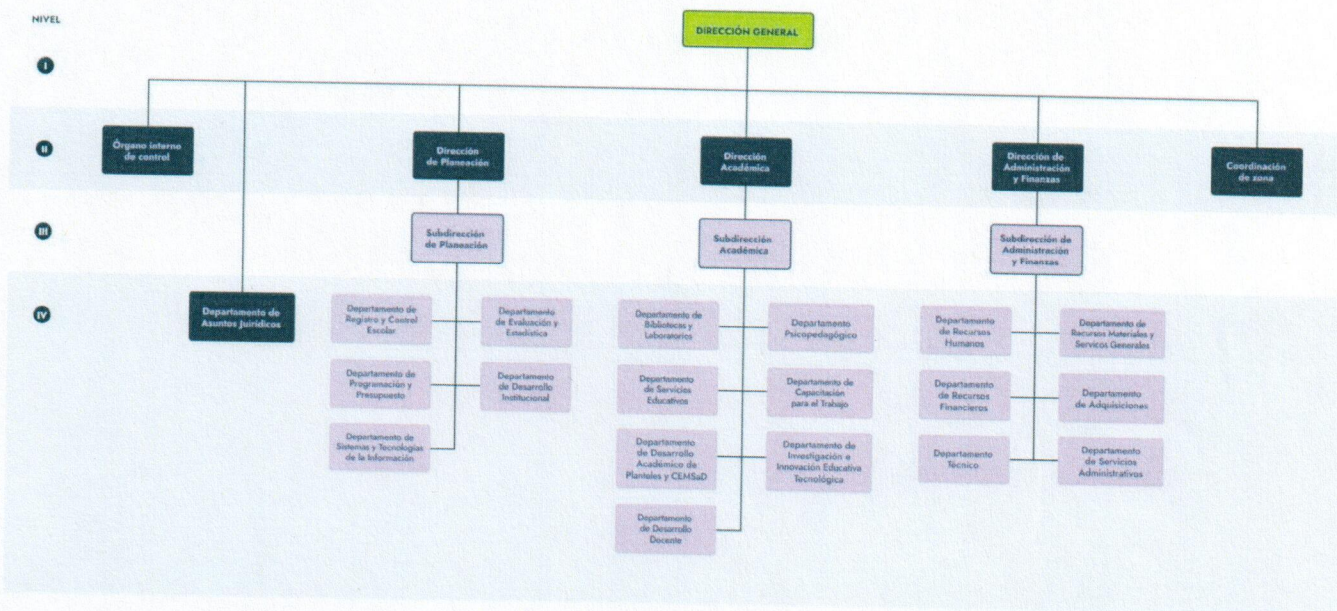 NIVEL
DIRECCIÓN GENERAL
I
II
Órgano interno
de control
Dirección
de Planeación
Dirección
Académica
Dirección de
Administración
y Finanzas
Coordinación
de zona
III
Subdirección
de Planeación
Subdirección
Académica
Subdirección de
Administración
y Finanzas
IV
Departamento de
Asuntos Juirídicos
Departamento de
Registro y Control
Escolar
Departamento
de Evaluación y
Estadística
Departamento de
Programación y
Presupuesto
Departamento
de Desarrollo
Institucional
Departamento de
Sistemas y Tecnologías
de la Información
Departamento de
Bibliotecas y
Laboratorios
Departamento
Psicopedagógico
Departamento
de Servicios
Educativos
Departamento de
Capacitación
para el Trabajo
Departamento
de Desarrollo
Académico de
Planteles y CEMSaD
Departamento de
Investigación e
Innovación Educativa
Tecnológica
Departamento
de Desarrollo
Docente
Departamento
de Recursos
Humanos
Departamento de
Recursos Materiales y
Servicos Generales
Departamento
de Recursos
Financieros
Departamento
de Adquisiciones
Departamento
Técnico
Departamento
de Servicios
Administrativos